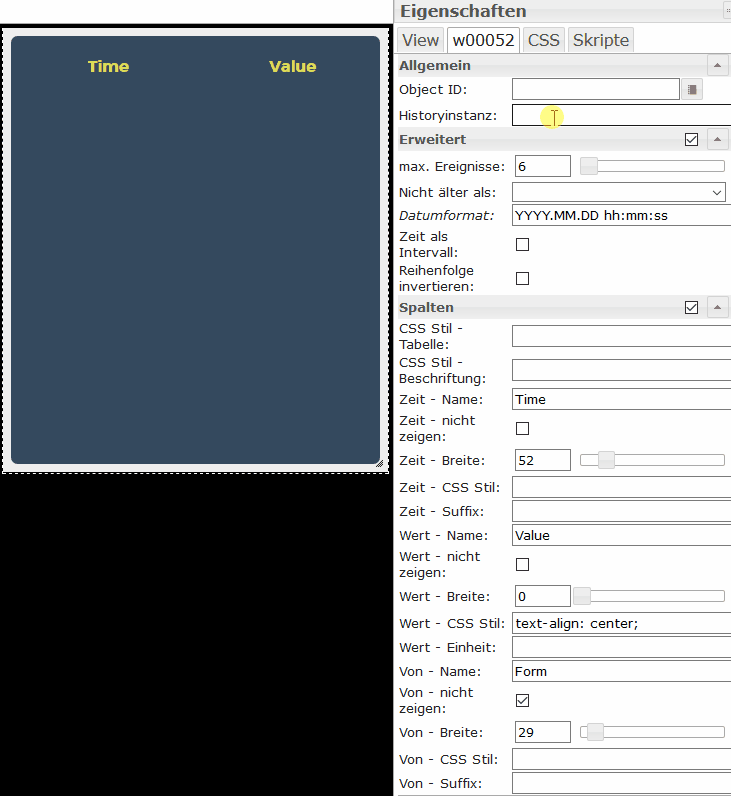 Time Value
Eigenschaften
View w00052 CSS Skripte
Allgemein
Object ID:
Historyinstanz:
Erweitert
max. Ereignisse: 6
Nicht älter als:
Datumformat: YYYY.MM.DD hh:mm:ss
Zeit als
Intervall:
Reihenfolge
invertieren:
Spalten
CSS Stil -
Tabelle:
CSS Stil -
Beschriftung:
Zeit - Name: Time
Zeit - nicht
zeigen:
Zeit - Breite: 52
Zeit - CSS Stil:
Zeit - Suffix:
Wert - Name: Value
Wert - nicht
zeigen:
Wert - Breite: 0
Wert - CSS Stil: text-align: center;
Wert - Einheit:
Von - Name: Form
Von - nicht
zeigen:
Von - Breite: 29
Von - CSS Stil:
Von - Suffix: